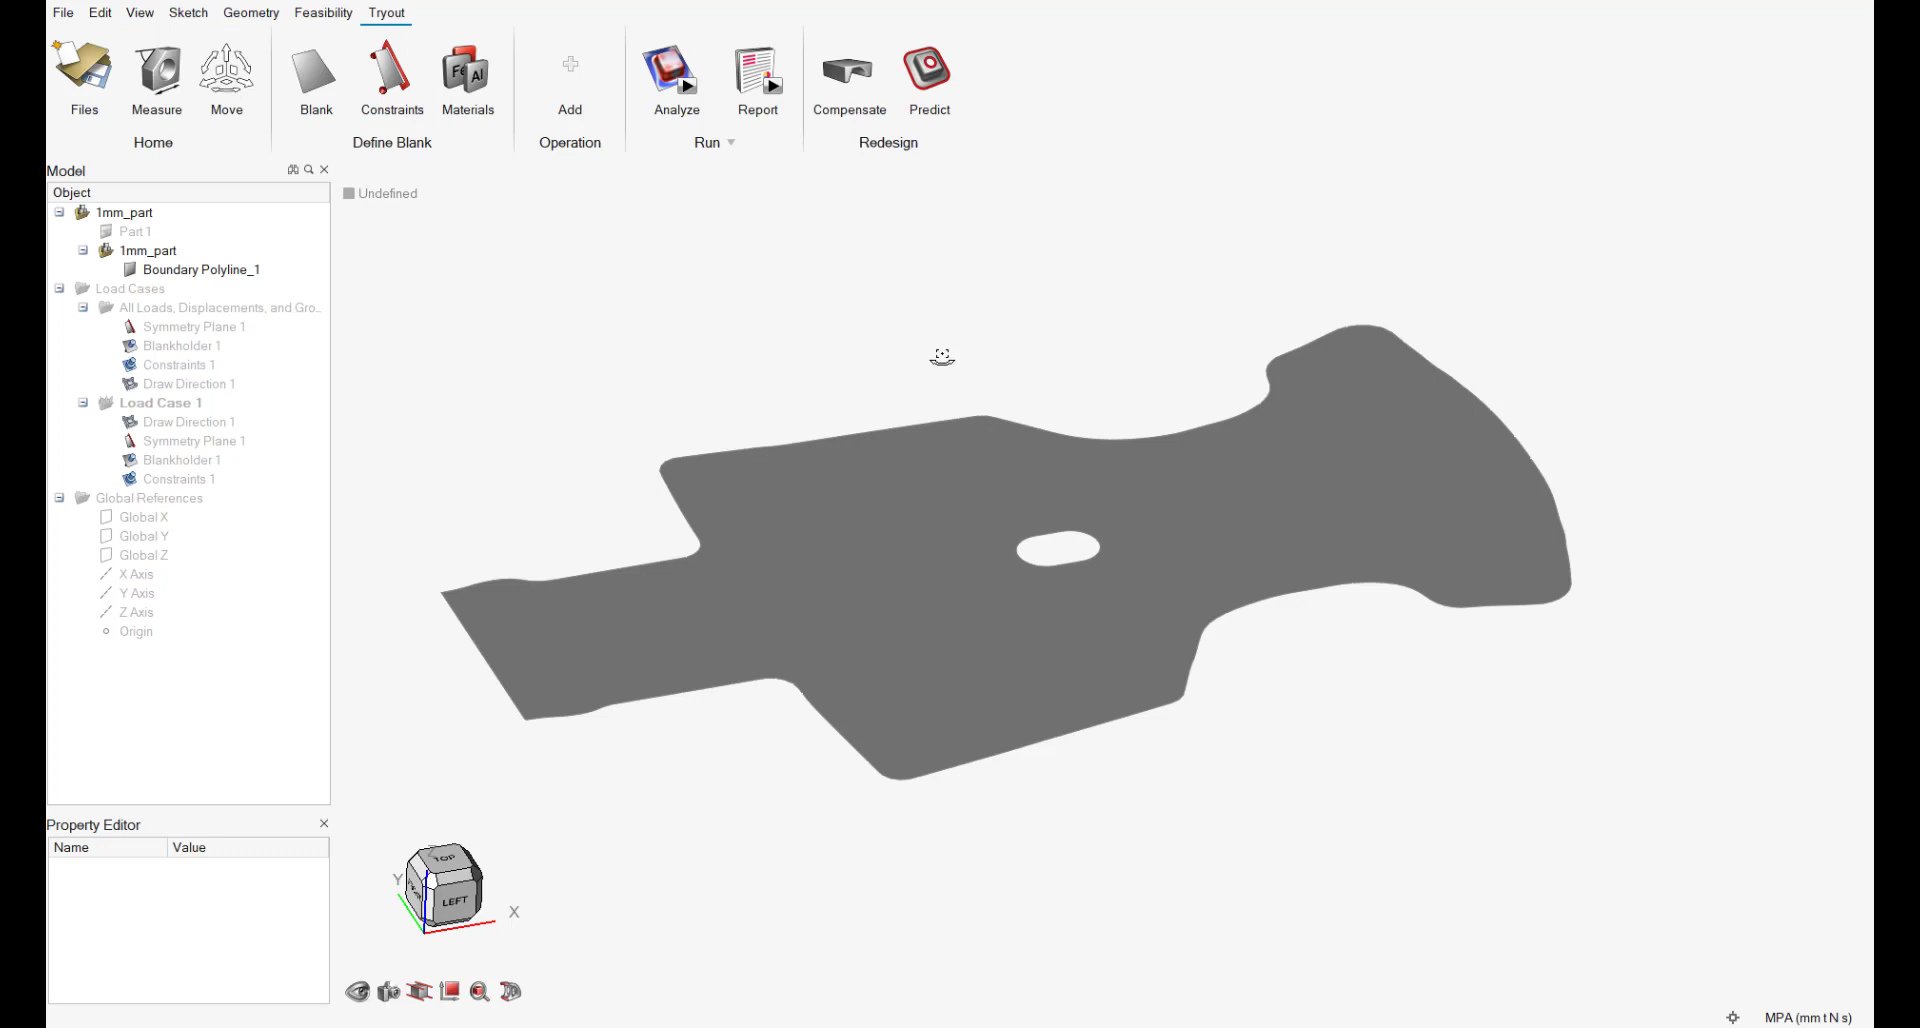 File Edit View Sketch Geometry Feasibility Tryout
Files Measure Move Blank Constraints Materials Add Analyze Report Compensate Predict
Fe Al
Home Define Blank Operation Run Redesign
Model
Object
Undefined
1mm_part
Part 1
1mm_part
Boundary Polyline_1
Load Cases
All Loads, Displacements, and Gro...
Symmetry Plane 1
Blankholder 1
Constraints 1
Draw Direction 1
Load Case 1
Draw Direction 1
Symmetry Plane 1
Blankholder 1
Constraints 1
Global References
Global X
Global Y
Global Z
X Axis
Y Axis
Z Axis
Origin
Property Editor
Name Value
TOP
Y
LEFT
X
MPA (mm t N s)